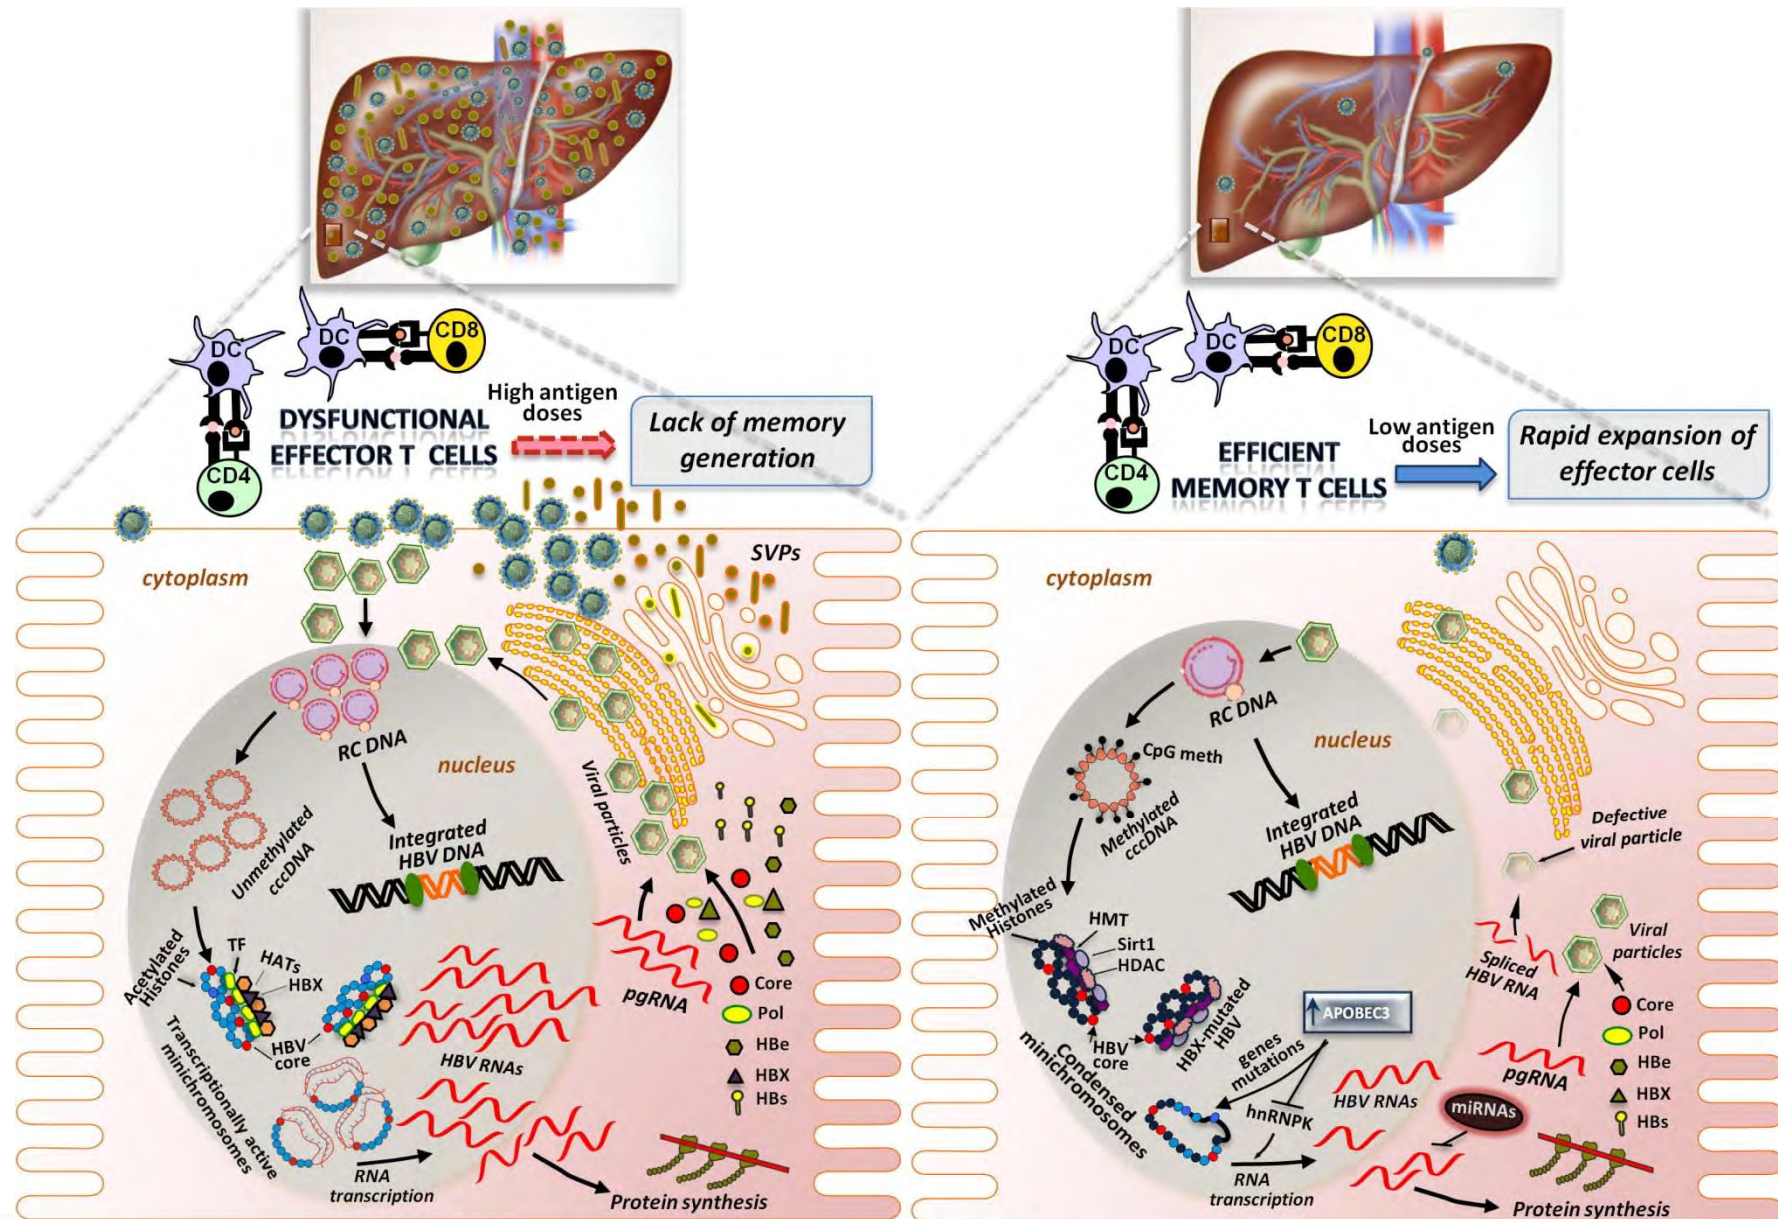 DC
DC
CD8
CD4
DYSFUNCTIONAL
EFFECTOR T CELLS
High antigen
doses
Lack of memory
generation
cytoplasm
SVPs
RC DNA
nucleus
Unmethylated
cccDNA
Integrated
HBV DNA
Viral particles
Acetylated
Histones
TF
HATs
HBX
HBV
core
Transcriptionally active
minichromosomes
HBV RNAs
pgRNA
Core
Pol
HBe
HBX
HBs
RNA
transcription
Protein synthesis
DC
DC
CD8
CD4
EFFICIENT
MEMORY T CELLS
Low antigen
doses
Rapid expansion of
effector cells
cytoplasm
RC DNA
nucleus
CpG meth
Methylated
cccDNA
Integrated
HBV DNA
Defective
viral particle
Methylated
Histones
HMT
Sirt1
HDAC
HBV
core
HBX-mutated
HBV
Condensed
minichromosomes
APOBEC3
genes
mutations
hnRNPK
HBV RNAs
Spliced
HBV RNA
Viral
particles
pgRNA
Core
Pol
HBe
HBX
HBs
miRNAs
RNA
transcription
Protein synthesis